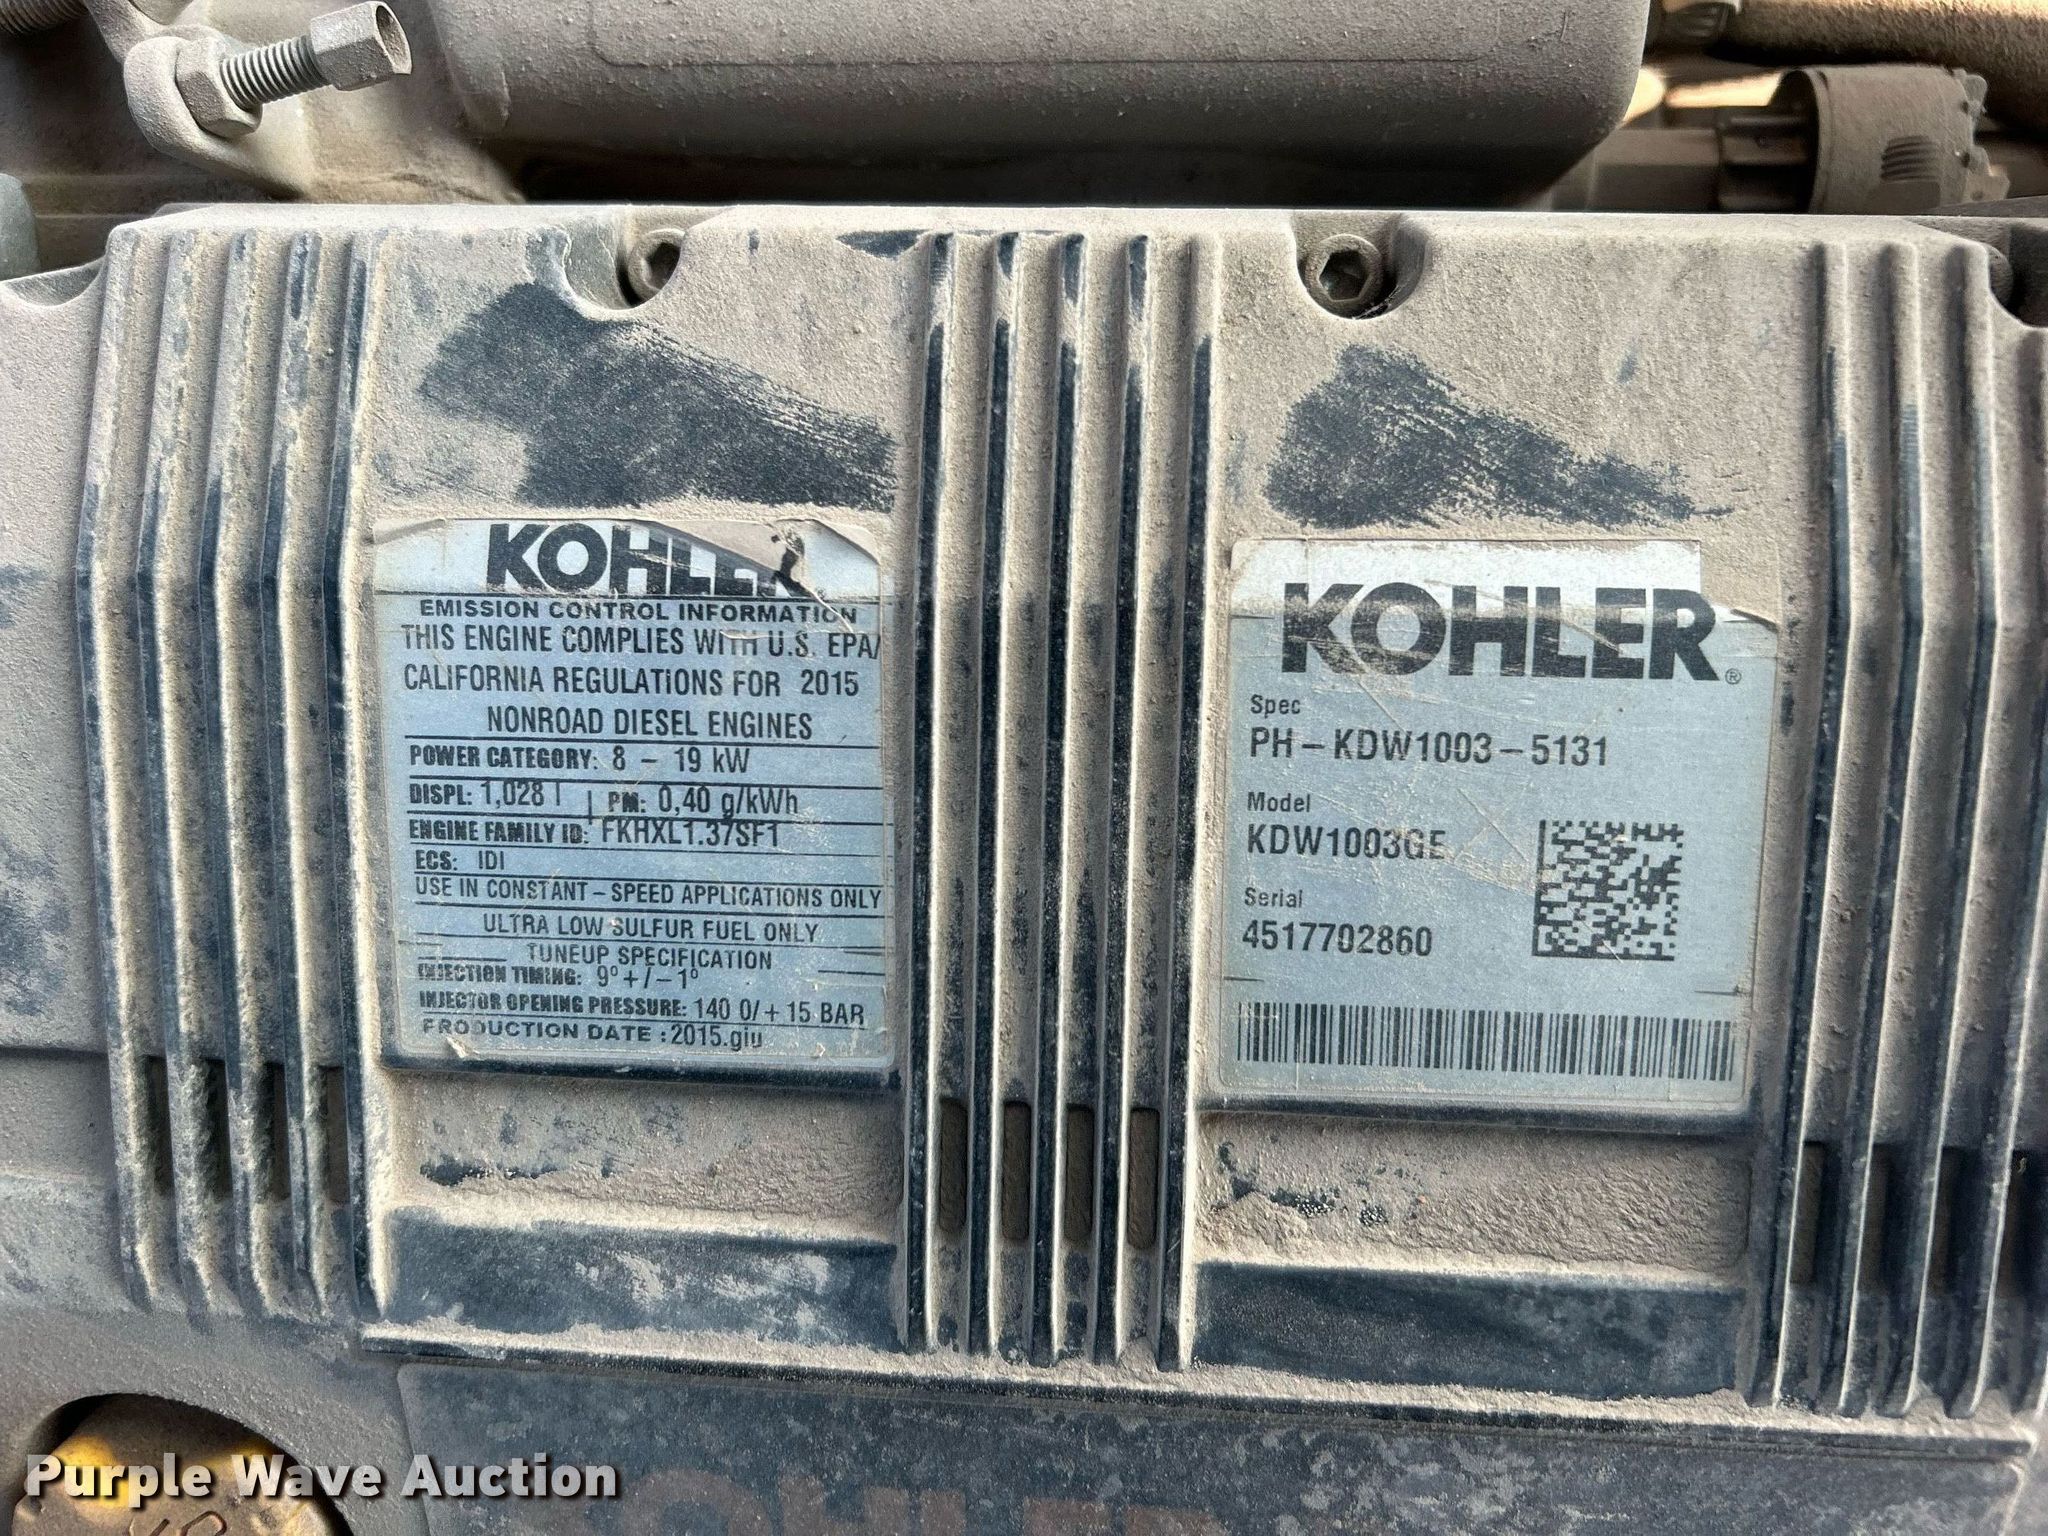 KOHLER
EMISSION CONTROL INFORMATION
THIS ENGINE COMPLIES WITH U.S. EPA/
CALIFORNIA REGULATIONS FOR 2015
NONROAD DIESEL ENGINES
POWER CATEGORY: 8 - 19 kW
DISPL: 1,028 l | PM: 0,40 g/kWh
ENGINE FAMILY ID: FKHXL1.37SF1
ECS: IDI
USE IN CONSTANT - SPEED APPLICATIONS ONLY
ULTRA LOW SULFUR FUEL ONLY
TUNEUP SPECIFICATION
INJECTION TIMING: 9°+/-1°
INJECTOR OPENING PRESSURE: 140 0/+15 BAR
PRODUCTION DATE :2015.giu
KOHLER®
Spec
PH-KDW1003-5131
Model
KDW1003GE
Serial
4517702860
Purple Wave Auction